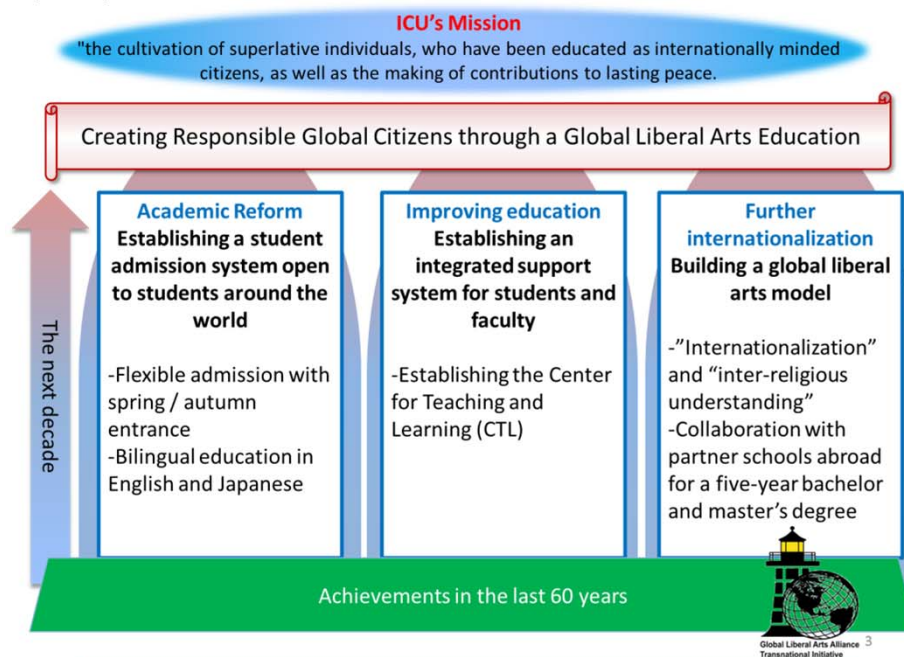 ICU's Mission
"the cultivation of superlative individuals, who have been educated as internationally minded
citizens, as well as the making of contributions to lasting peace.
Creating Responsible Global Citizens through a Global Liberal Arts Education
The next decade
Academic Reform
Establishing a student
admission system open
to students around the
world
-Flexible admission with
spring / autumn
entrance
-Bilingual education in
English and Japanese
Improving education
Establishing an
integrated support
system for students and
faculty
-Establishing the Center
for Teaching and
Learning (CTL)
Further
internationalization
Building a global liberal
arts model
-”Internationalization”
and “inter-religious
understanding”
-Collaboration with
partner schools abroad
for a five-year bachelor
and master's degree
Achievements in the last 60 years
Global Liberal Arts Alliance
Transnational Initiative
3